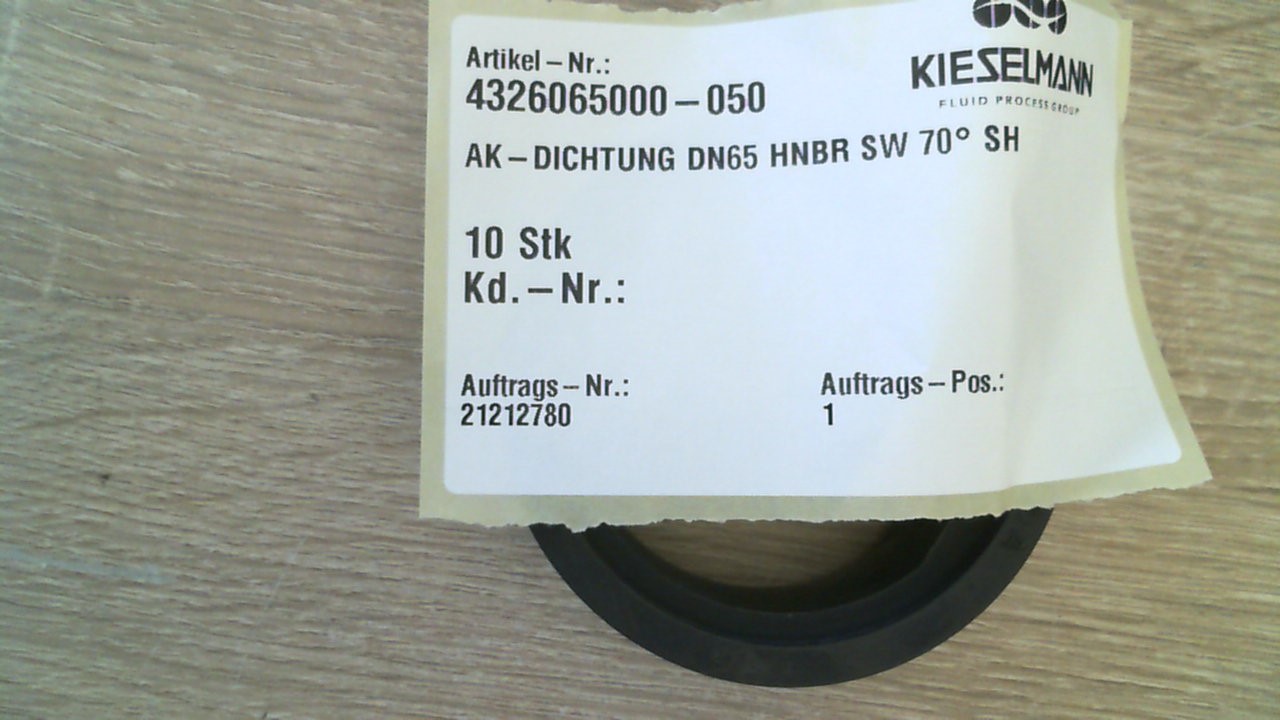 Artikel-Nr.:
4326065000-050
KIESELMANN
FLUID PROCESS GROUP
AK-DICHTUNG DN65 HNBR SW 70° SH
10 Stk
Kd.-Nr.:
Auftrags-Nr.: Auftrags-Pos.:
21212780 1